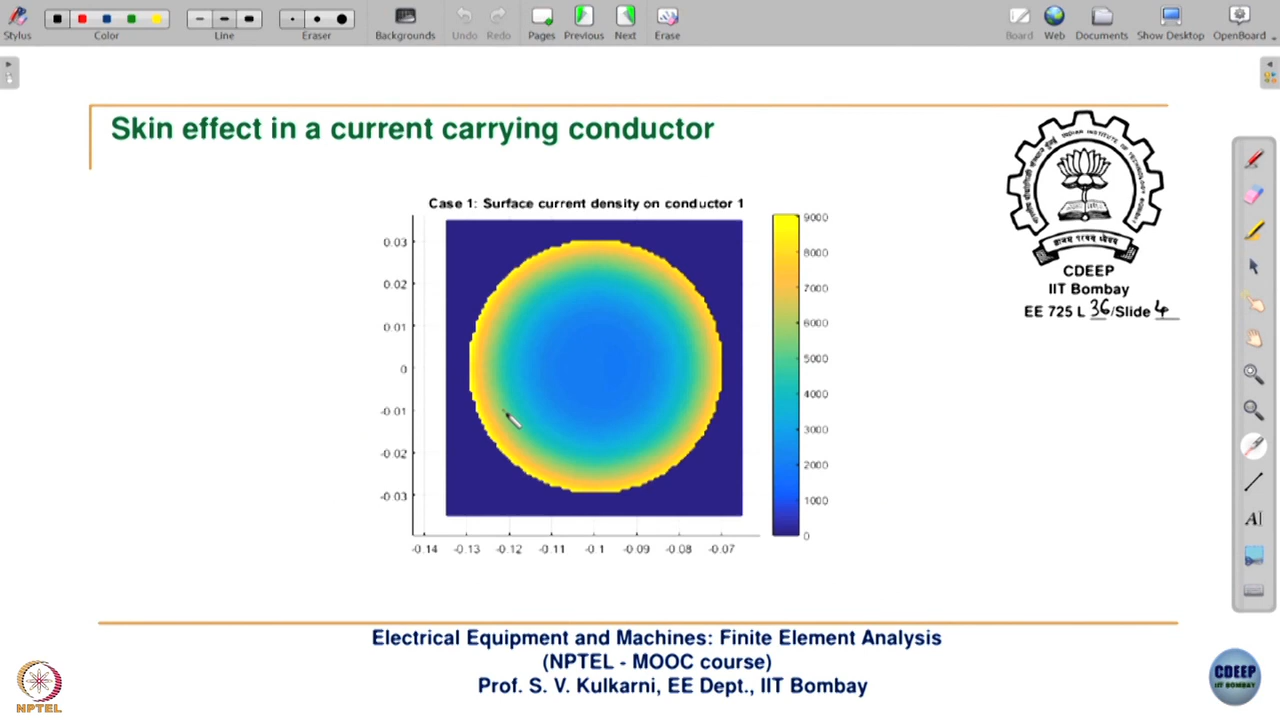 Stylus
Color
Line
Eraser
Backgrounds
Undo
Redo
Pages
Previous
Next
Erase
Board
Web
Documents
Show Desktop
OpenBoard
Skin effect in a current carrying conductor
CDEEP
IIT Bombay
EE 725 L 36/Slide 4
Case 1: Surface current density on conductor 1
0.03
0.02
0.01
0
-0.01
-0.02
-0.03
-0.14 -0.13 -0.12 -0.11 -0.1 -0.09 -0.08 -0.07
9000
8000
7000
6000
5000
4000
3000
2000
1000
0
A
Electrical Equipment and Machines: Finite Element Analysis
(NPTEL - MOOC course)
Prof. S. V. Kulkarni, EE Dept., IIT Bombay
NPTEL
CDEEP
IIT BOMBAY